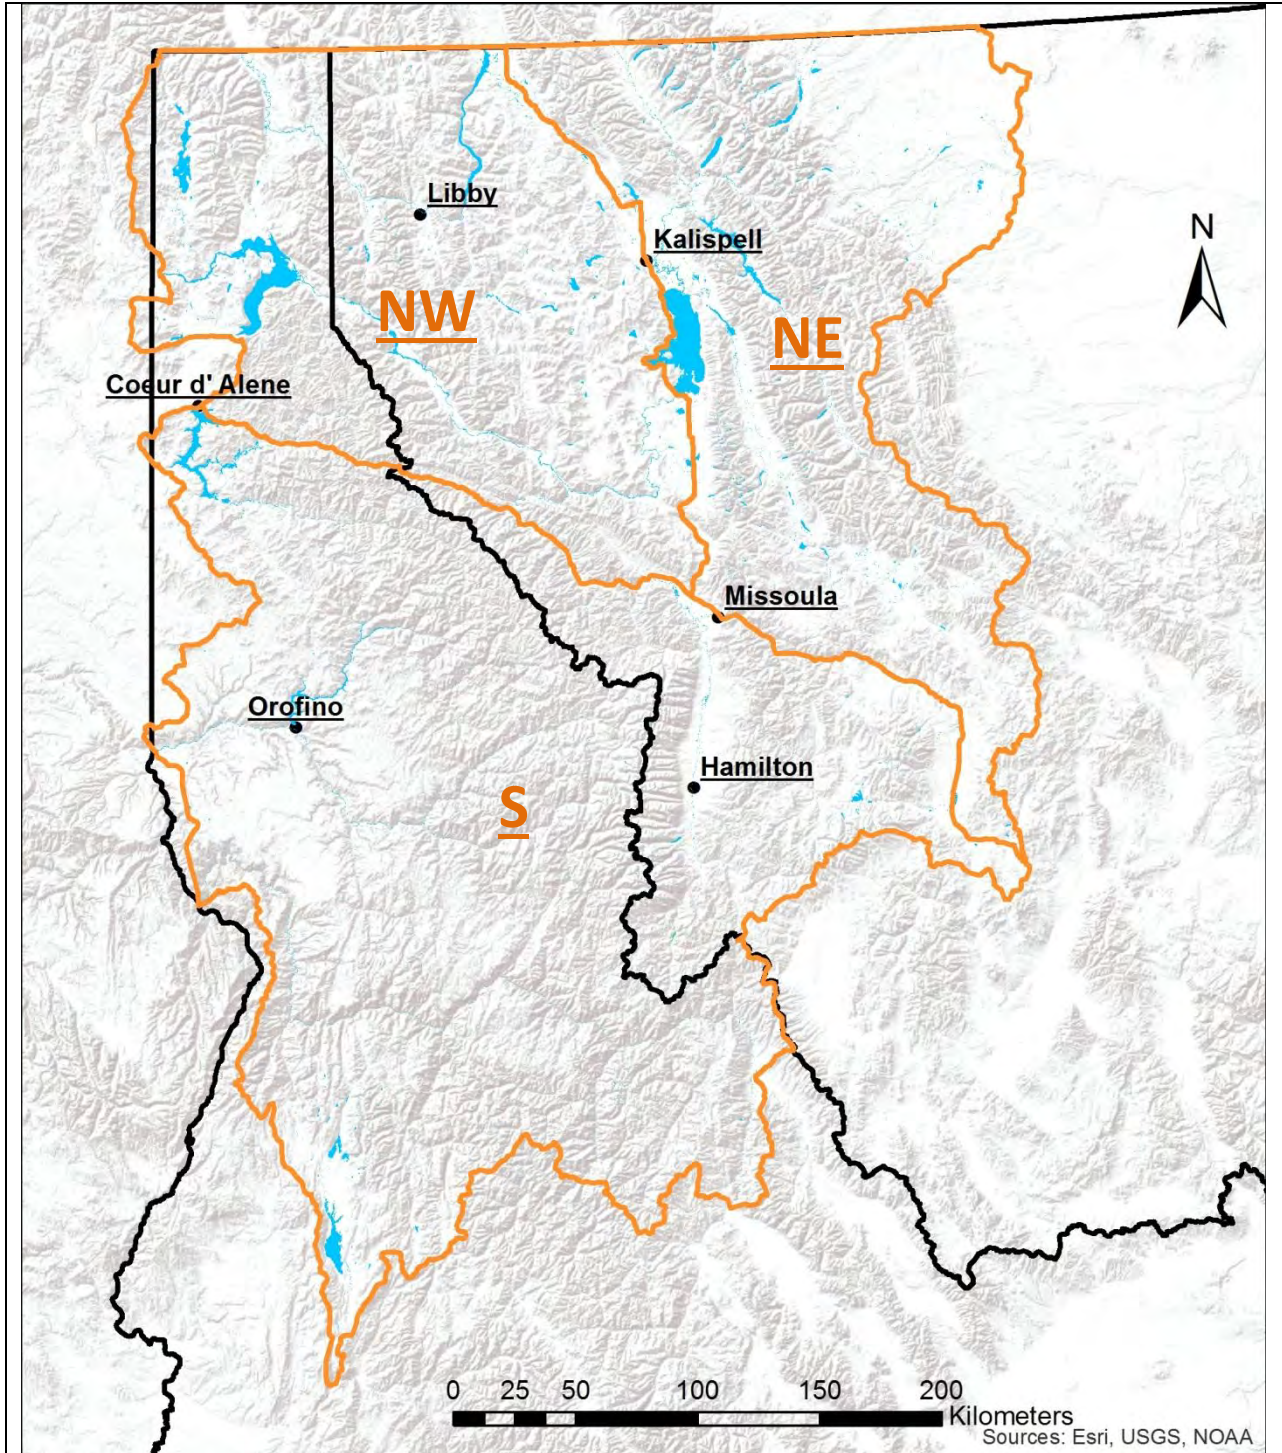 Libby
N
Kalispell
NW
NE
Coeur d' Alene
Missoula
Orofino
Hamilton
S
0 25 50 100 150 200
Kilometers
Sources: Esri, USGS, NOAA